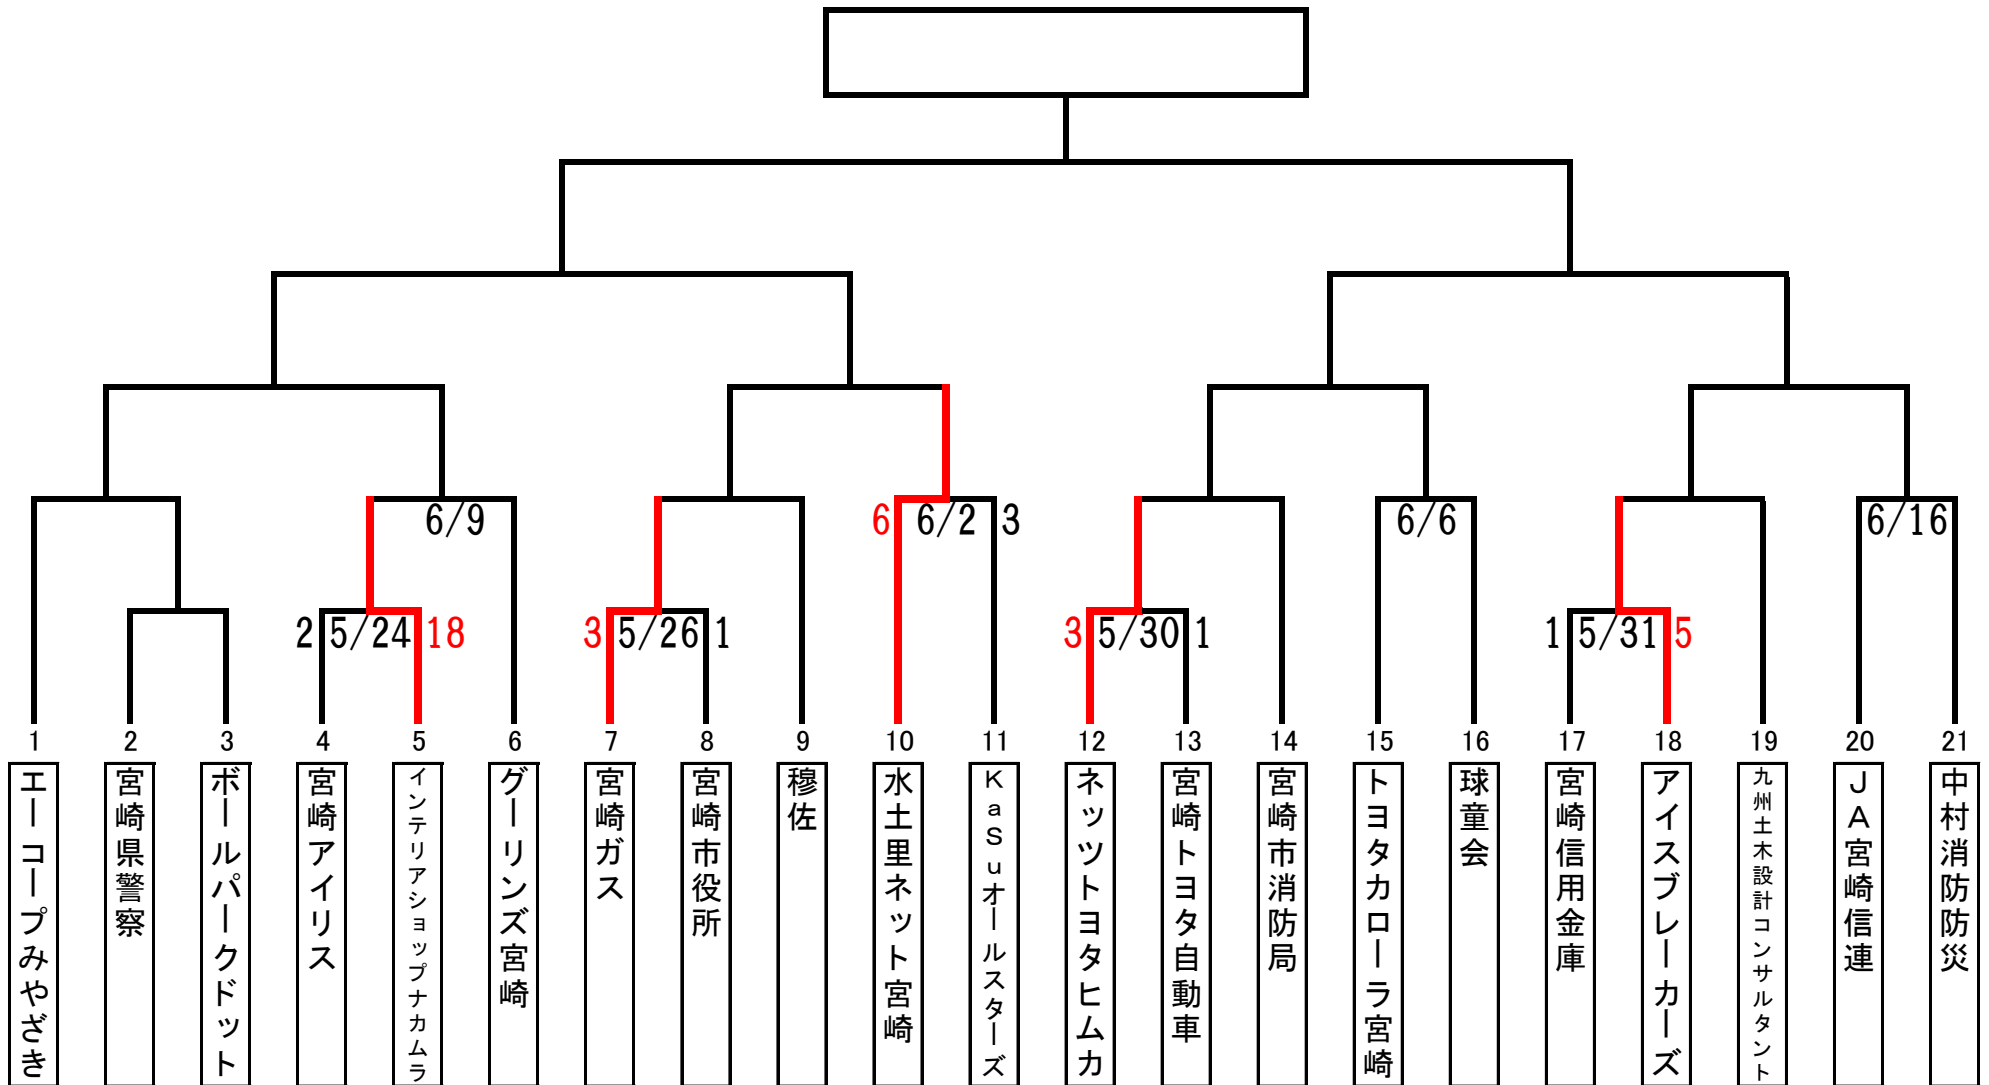 6/9
6 6/2 3
6/6
6/16
2 5/24 18
3 5/26 1
3 5/30 1
1 5/31 5
1 2 3 4 5 6 7 8 9 10 11 12 13 14 15 16 17 18 19 20 21
エーコープみやざき
宮崎県警察
ボールパークドット
宮崎アイリス
インテリアショップナカムラ
グーリンズ宮崎
宮崎ガス
宮崎市役所
穆佐
水土里ネット宮崎
KaSuオールスターズ
ネッツトヨタヒムカ
宮崎トヨタ自動車
宮崎市消防局
トヨタカローラ宮崎
球童会
宮崎信用金庫
アイスブレーカーズ
九州土木設計コンサルタント
JA宮崎信連
中村消防防災